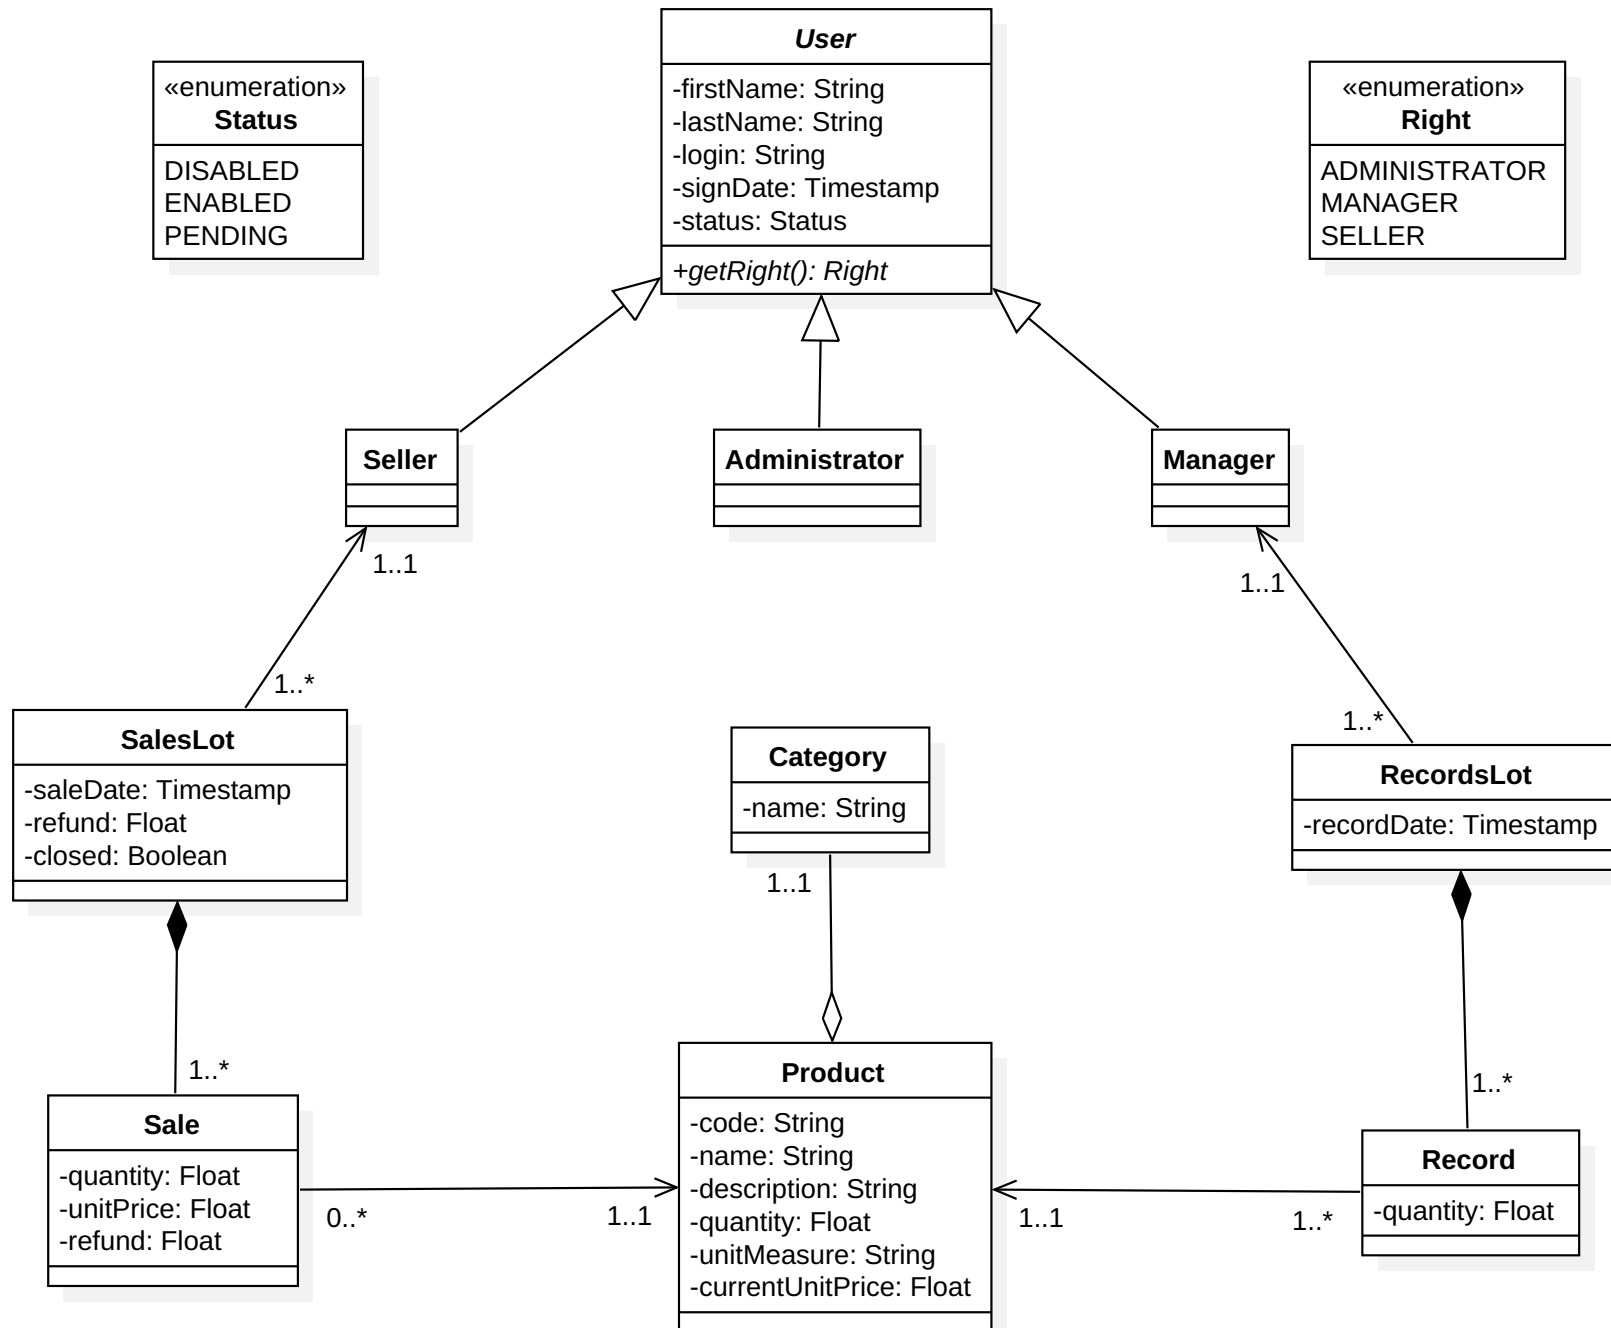 User
-firstName: String
-lastName: String
-login: String
-signDate: Timestamp
-status: Status
+getRight(): Right
«enumeration»
Status
DISABLED
ENABLED
PENDING
«enumeration»
Right
ADMINISTRATOR
MANAGER
SELLER
Seller
Administrator
Manager
1..1
1..1
1..*
1..*
SalesLot
-saleDate: Timestamp
-refund: Float
-closed: Boolean
Category
-name: String
1..1
RecordsLot
-recordDate: Timestamp
1..*
1..*
Sale
-quantity: Float
-unitPrice: Float
-refund: Float
0..*
1..1
Product
-code: String
-name: String
-description: String
-quantity: Float
-unitMeasure: String
-currentUnitPrice: Float
1..1
1..*
Record
-quantity: Float